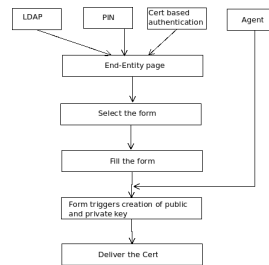 LDAP
PIN
Cert based
authentication
Agent
End-Entity page
Select the form
Fill the form
Form triggers creation of public
and private key
Deliver the Cert